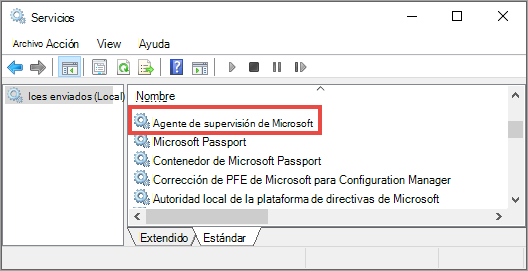 Servicios
Archivo Acción View Ayuda
Ices enviados (Local)
Nombre
Agente de supervisión de Microsoft
Microsoft Passport
Contenedor de Microsoft Passport
Corrección de PFE de Microsoft para Configuration Manager
Autoridad local de la plataforma de directivas de Microsoft
Extendido Estándar